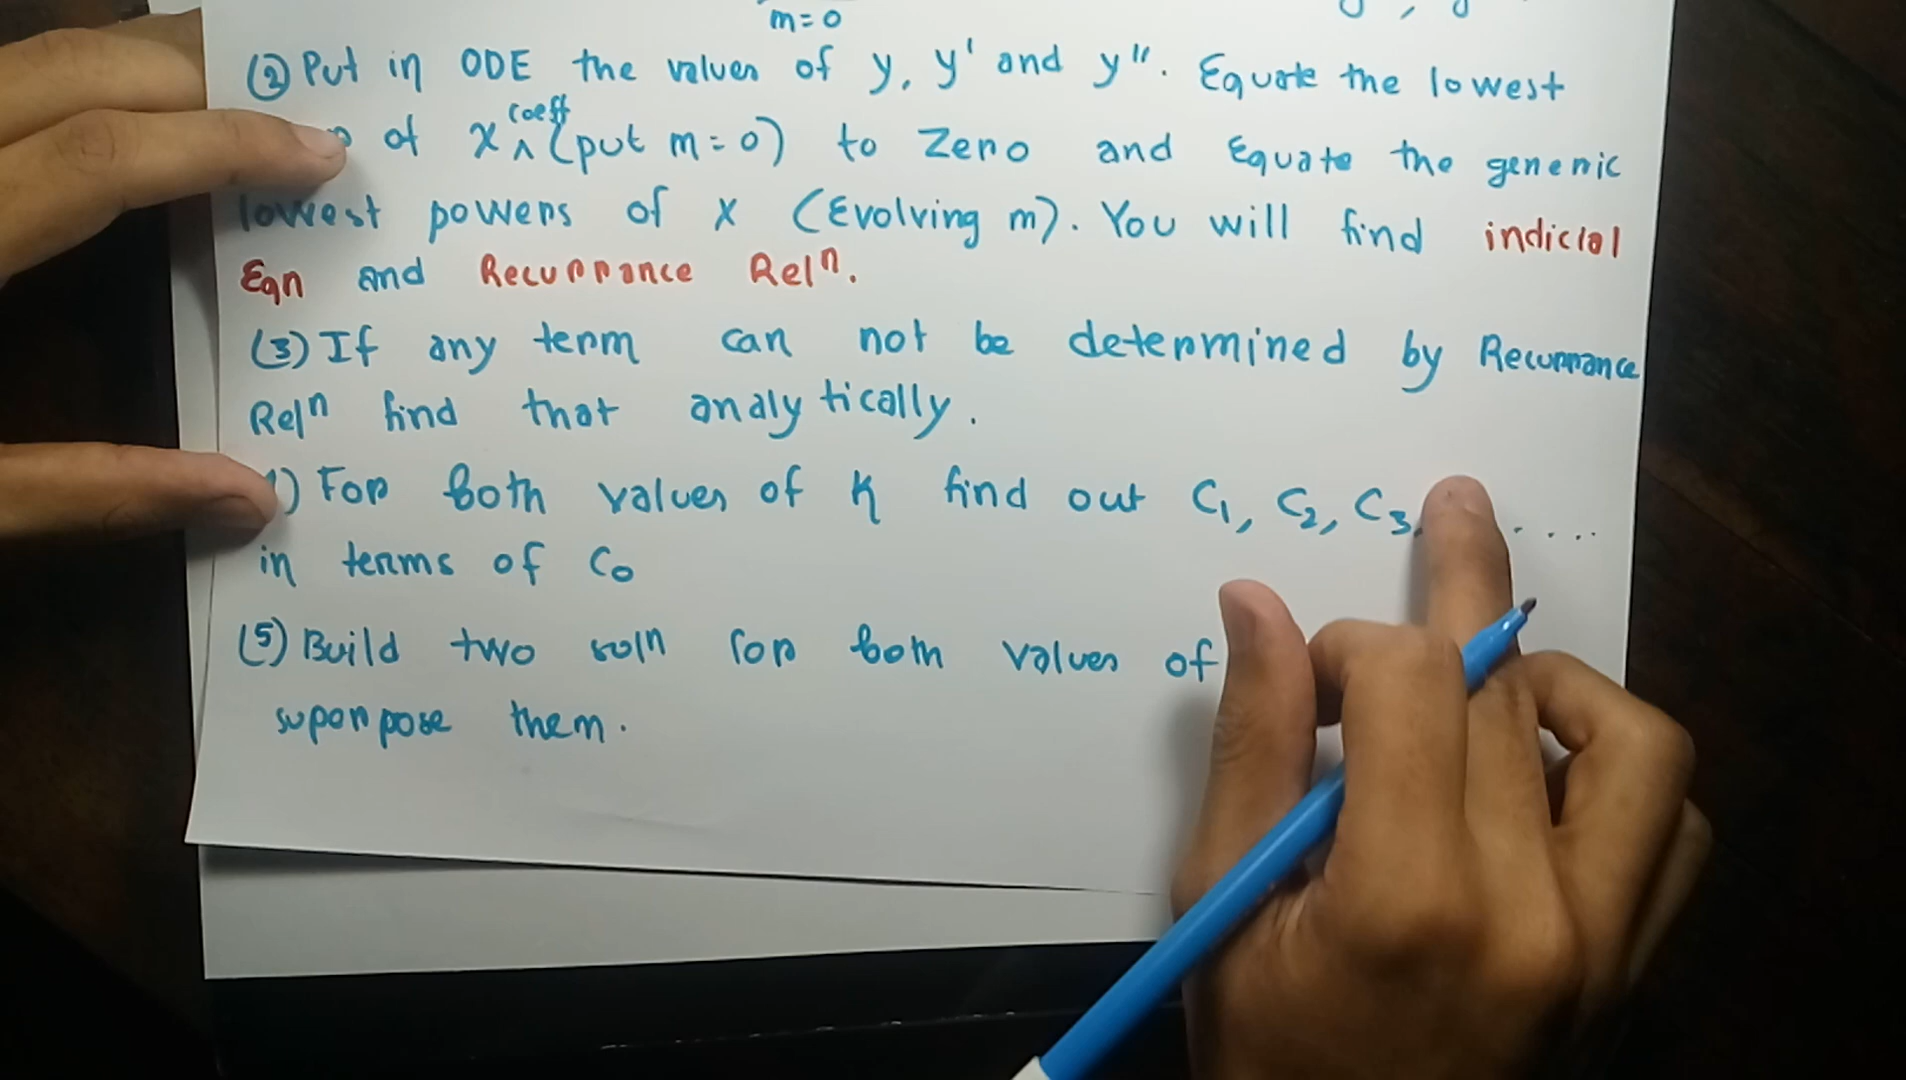 m=0
(2) Put in ODE the values of y, y' and y". Equate the lowest
coeff
of x ^ (put m=0) to zero and Equate the generic
lowest powers of x (Evolving m). You will find indicial
Eqn and Recurrance Relⁿ.
(3) If any term can not be determined by Recurrance
Relⁿ find that analytically.
) For both values of K find out C₁, C₂, C₃ ....
in terms of C₀
(5) Build two solⁿ for both values of
superpose them.